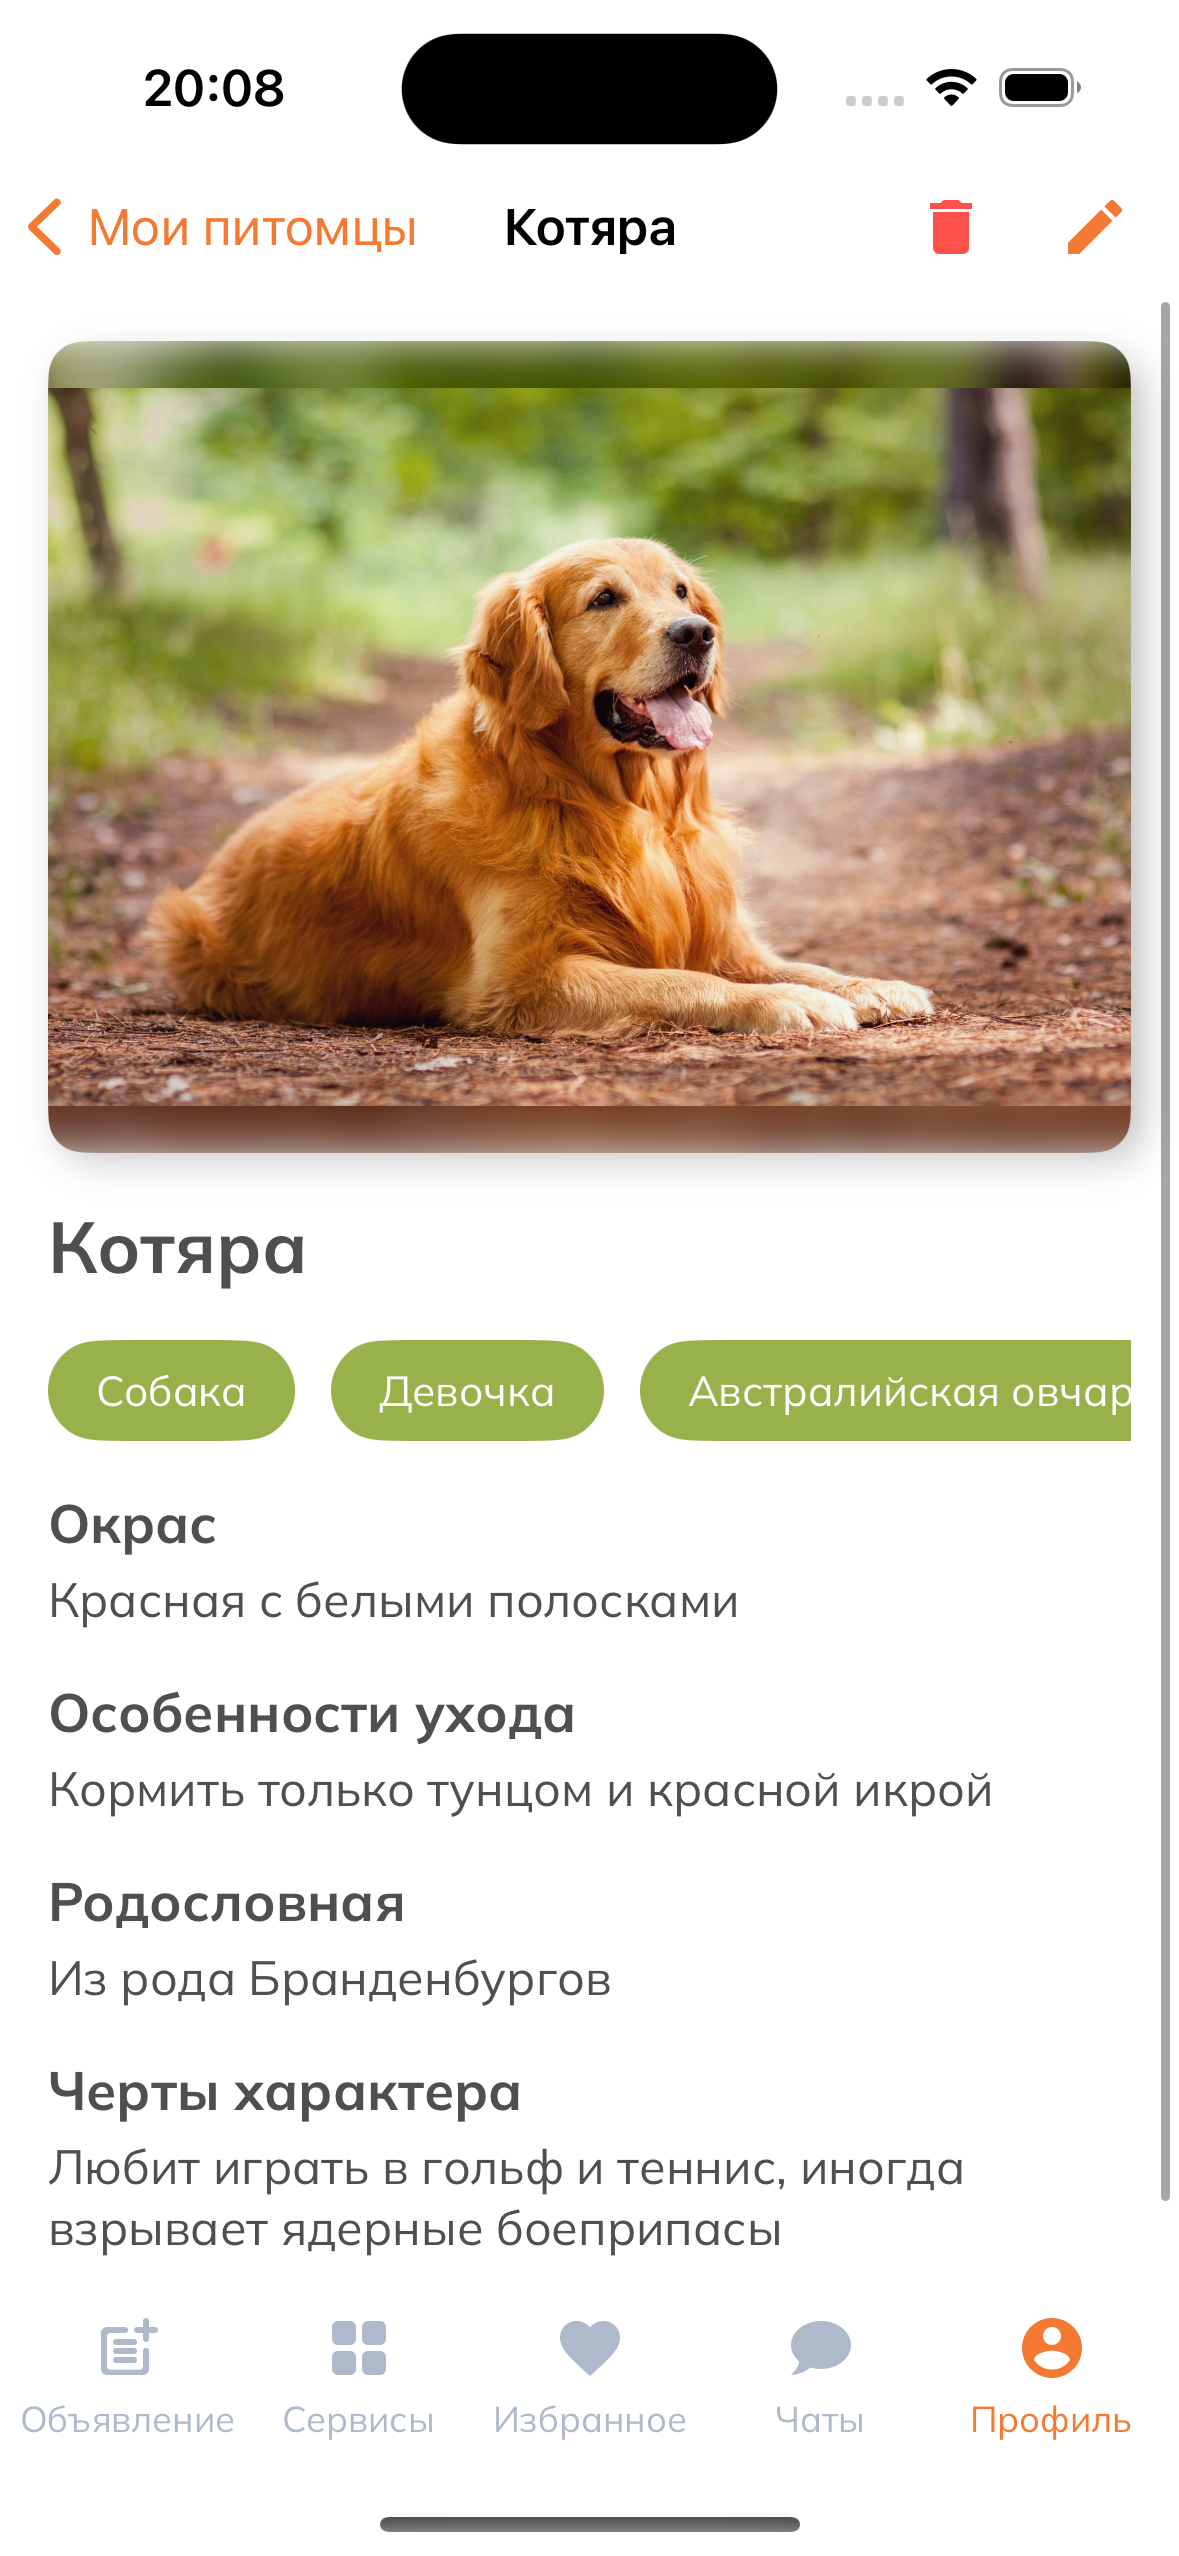 20:08
Мои питомцы
Котяра
Котяра
Собака
Девочка
Австралийская овчар
Окрас
Красная с белыми полосками
Особенности ухода
Кормить только тунцом и красной икрой
Родословная
Из рода Бранденбургов
Черты характера
Любит играть в гольф и теннис, иногда
взрывает ядерные боеприпасы
Объявление
Сервисы
Избранное
Чаты
Профиль